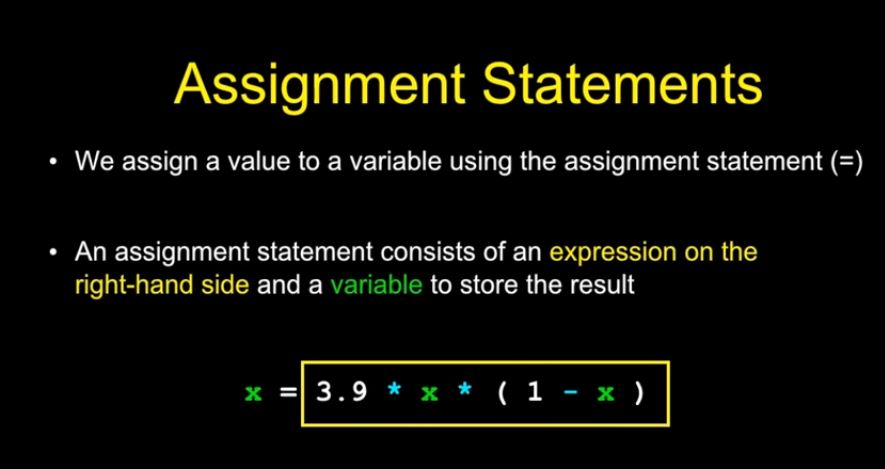 Assignment Statements
• We assign a value to a variable using the assignment statement (=)
• An assignment statement consists of an expression on the
right-hand side and a variable to store the result
x = 3.9 * x * ( 1 - x )